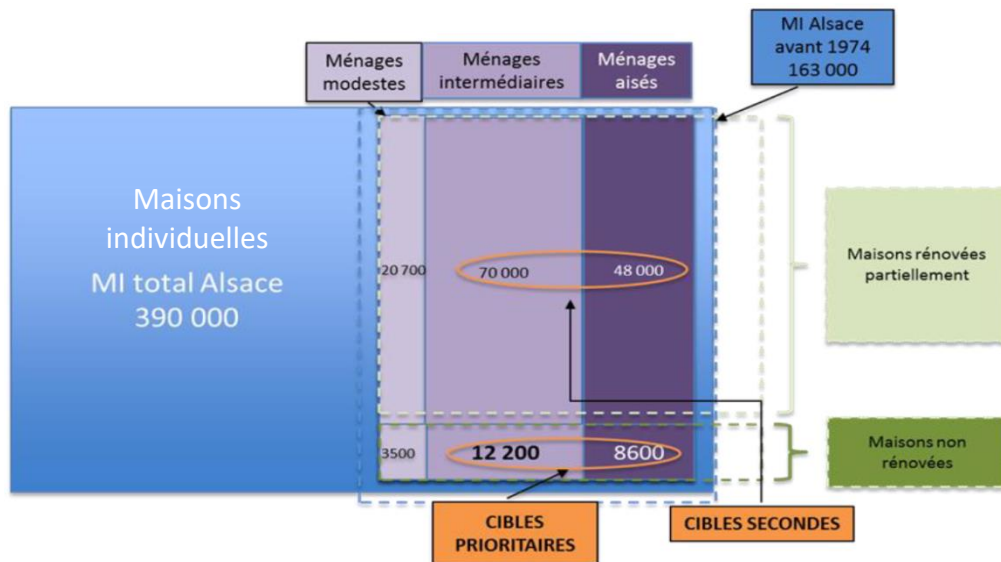 MI Alsace
avant 1974
163 000
Ménages
modestes
Ménages
intermédiaires
Ménages
aisés
Maisons
individuelles
MI total Alsace
390 000
20 700
70 000
48 000
Maisons rénovées
partiellement
3500
12 200
8600
Maisons non
rénovées
CIBLES
PRIORITAIRES
CIBLES SECONDES